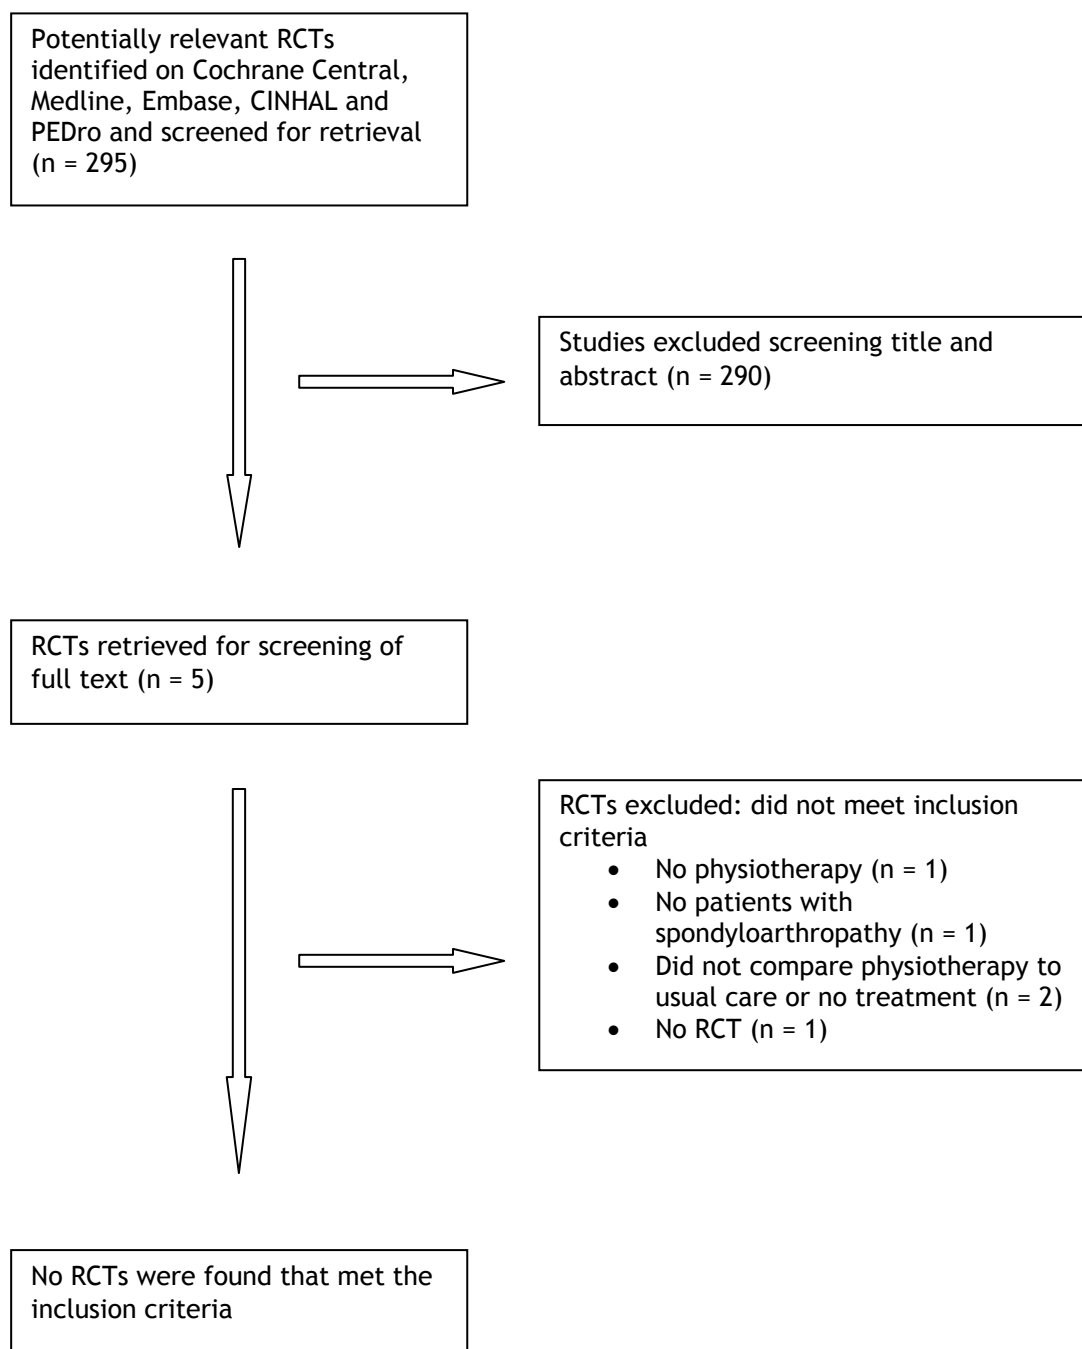 Potentially relevant RCTs
identified on Cochrane Central,
Medline, Embase, CINHAL and
PEDro and screened for retrieval
(n = 295)
Studies excluded screening title and
abstract (n = 290)
RCTs retrieved for screening of
full text (n = 5)
RCTs excluded: did not meet inclusion
criteria
• No physiotherapy (n = 1)
• No patients with
spondyloarthropathy (n = 1)
• Did not compare physiotherapy to
usual care or no treatment (n = 2)
• No RCT (n = 1)
No RCTs were found that met the
inclusion criteria